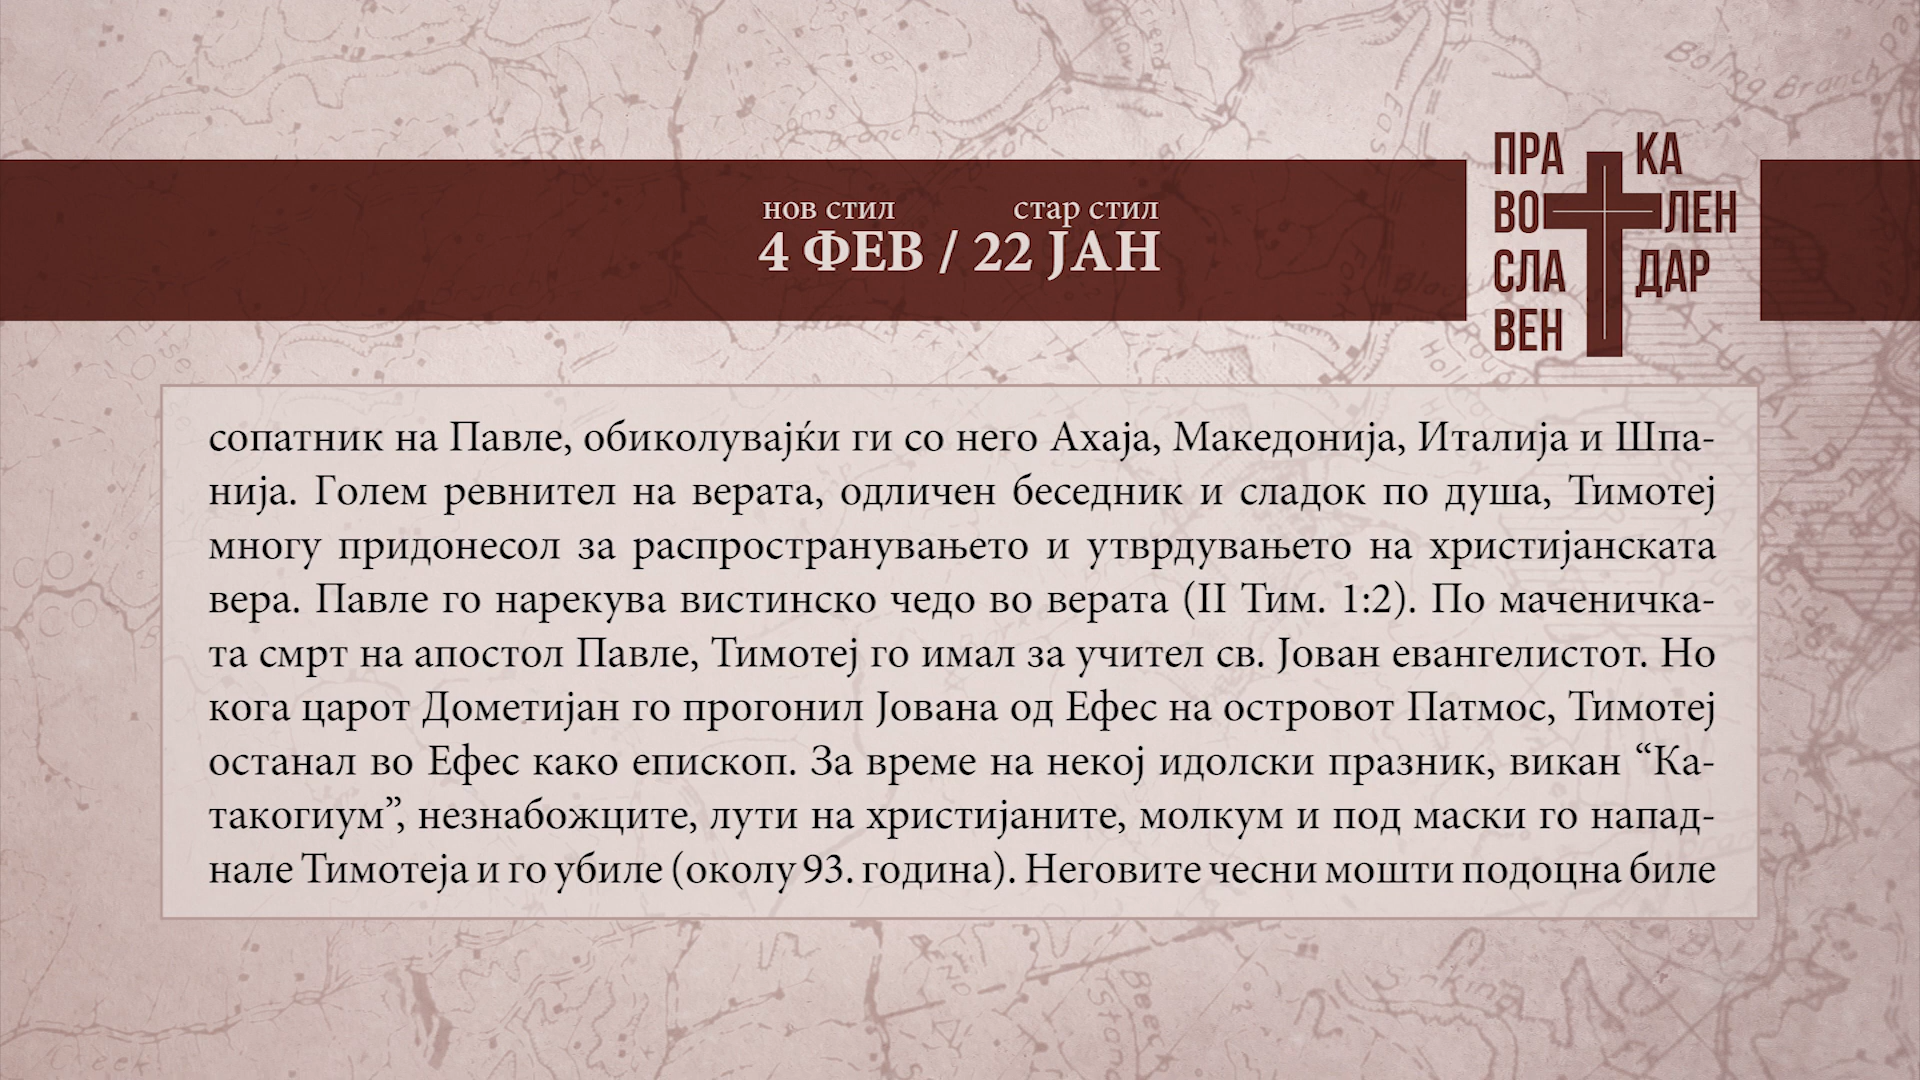 ПРА КА
ВО ЛЕН
СЛА ДАР
ВЕН
нов стил стар стил
4 ФЕВ / 22 ЈАН
сопатник на Павле, обиколувајќи ги со него Ахаја, Македонија, Италија и Шпа-
нија. Голем ревнител на верата, одличен беседник и сладок по душа, Тимотеј
многу придонесол за распространувањето и утврдувањето на христијанската
вера. Павле го нарекува вистинско чедо во верата (II Тим. 1:2). По маченичка-
та смрт на апостол Павле, Тимотеј го имал за учител св. Јован евангелистот. Но
кога царот Дометијан го прогонил Јована од Ефес на островот Патмос, Тимотеј
останал во Ефес како епископ. За време на некој идолски празник, викан “Ка-
такогиум”, незнабожците, лути на христијаните, молкум и под маски го напад-
нале Тимотеја и го убиле (околу 93. година). Неговите чесни мошти подоцна биле
Boling Branch
Creek